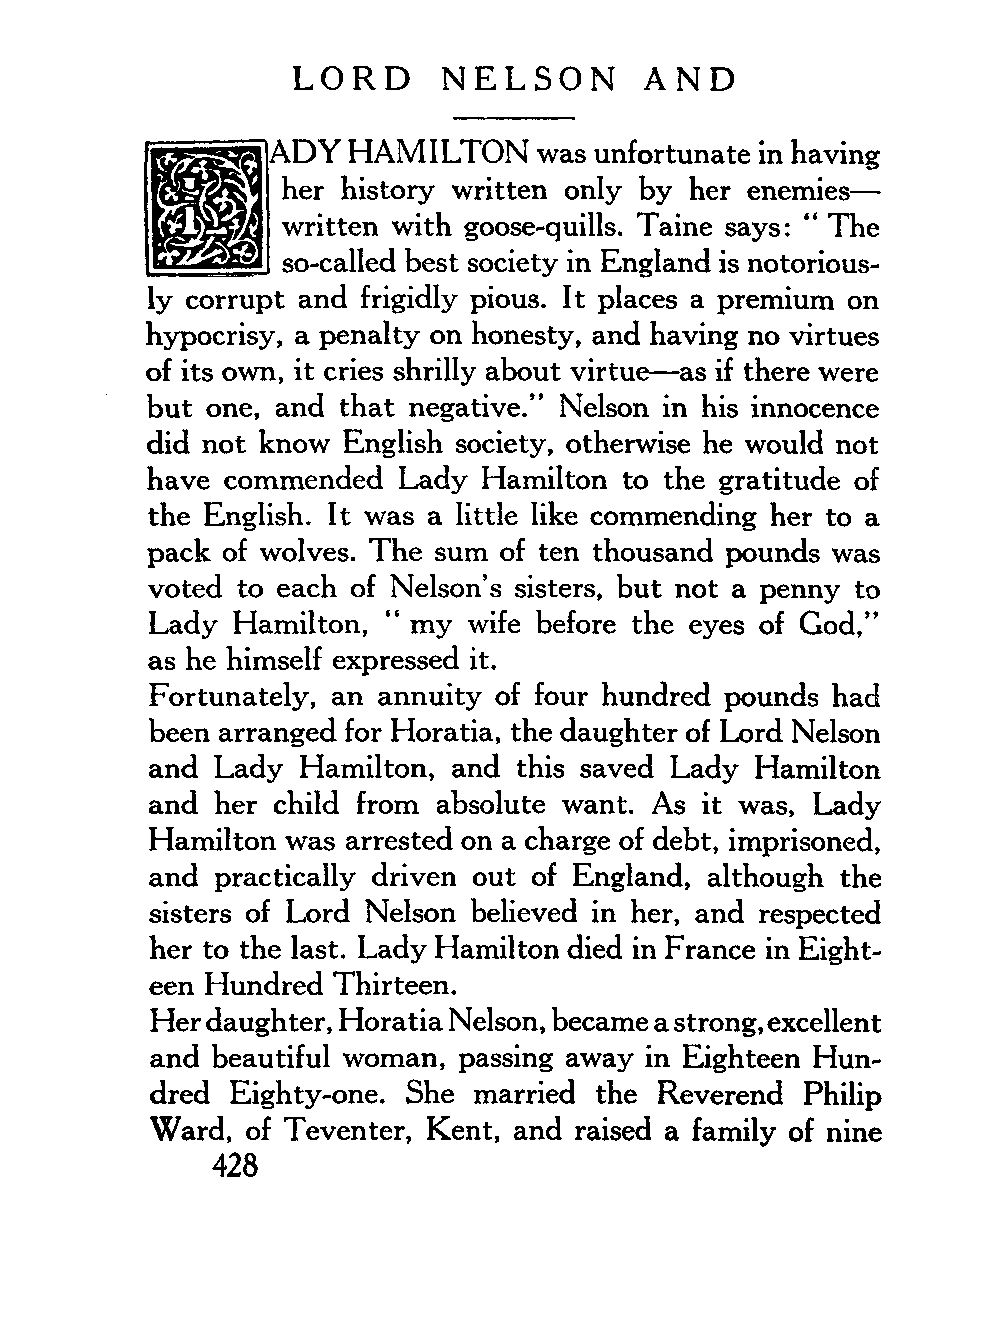 LORD NELSON AND
LADY HAMILTON was unfortunate in having
her history written only by her enemies—
written with goose-quills. Taine says: “ The
so-called best society in England is notorious-
ly corrupt and frigidly pious. It places a premium on
hypocrisy, a penalty on honesty, and having no virtues
of its own, it cries shrilly about virtue—as if there were
but one, and that negative.” Nelson in his innocence
did not know English society, otherwise he would not
have commended Lady Hamilton to the gratitude of
the English. It was a little like commending her to a
pack of wolves. The sum of ten thousand pounds was
voted to each of Nelson’s sisters, but not a penny to
Lady Hamilton, “ my wife before the eyes of God,”
as he himself expressed it.
Fortunately, an annuity of four hundred pounds had
been arranged for Horatia, the daughter of Lord Nelson
and Lady Hamilton, and this saved Lady Hamilton
and her child from absolute want. As it was, Lady
Hamilton was arrested on a charge of debt, imprisoned,
and practically driven out of England, although the
sisters of Lord Nelson believed in her, and respected
her to the last. Lady Hamilton died in France in Eight-
een Hundred Thirteen.
Her daughter, Horatia Nelson, became a strong, excellent
and beautiful woman, passing away in Eighteen Hun-
dred Eighty-one. She married the Reverend Philip
Ward, of Teventer, Kent, and raised a family of nine
428